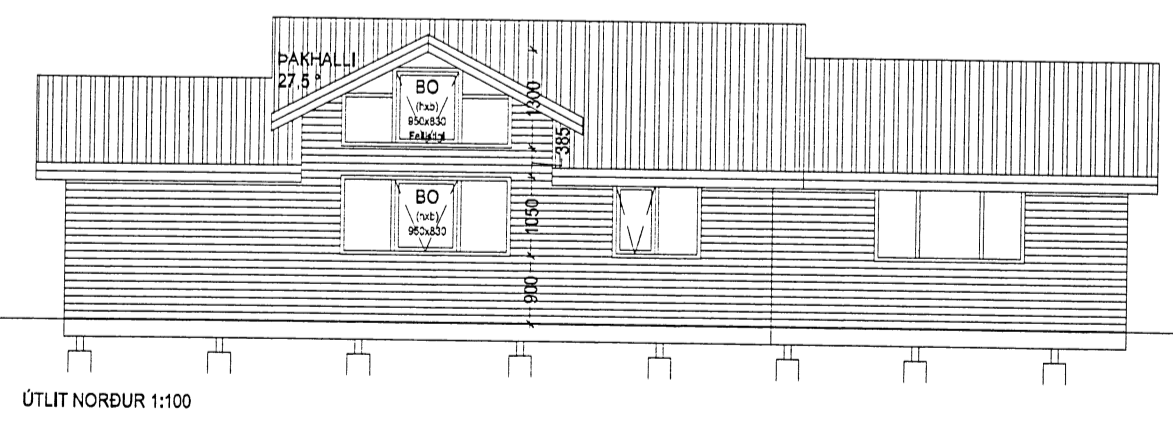 ÞAKHALLI
27,5 °
BO
(hxb)
950x830
1300
385
BO
(hxb)
950x830
1050
900
ÚTLIT NORÐUR 1:100